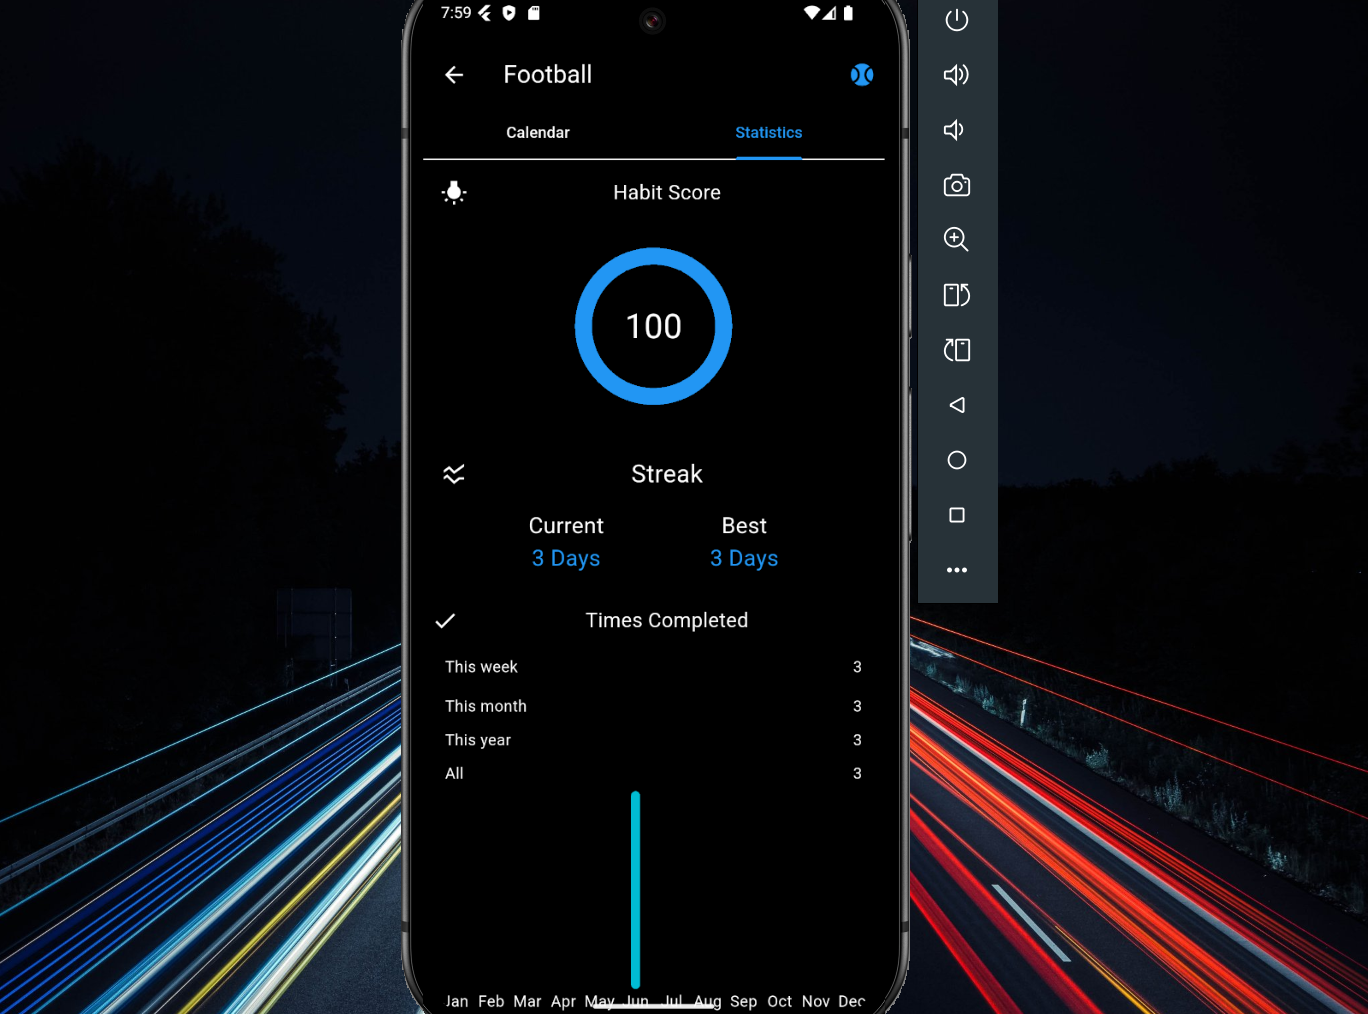 7:59
Football
Calendar Statistics
Habit Score
100
Streak
Current Best
3 Days 3 Days
Times Completed
This week 3
This month 3
This year 3
All 3
Jan Feb Mar Apr May Jun Jul Aug Sep Oct Nov Dec